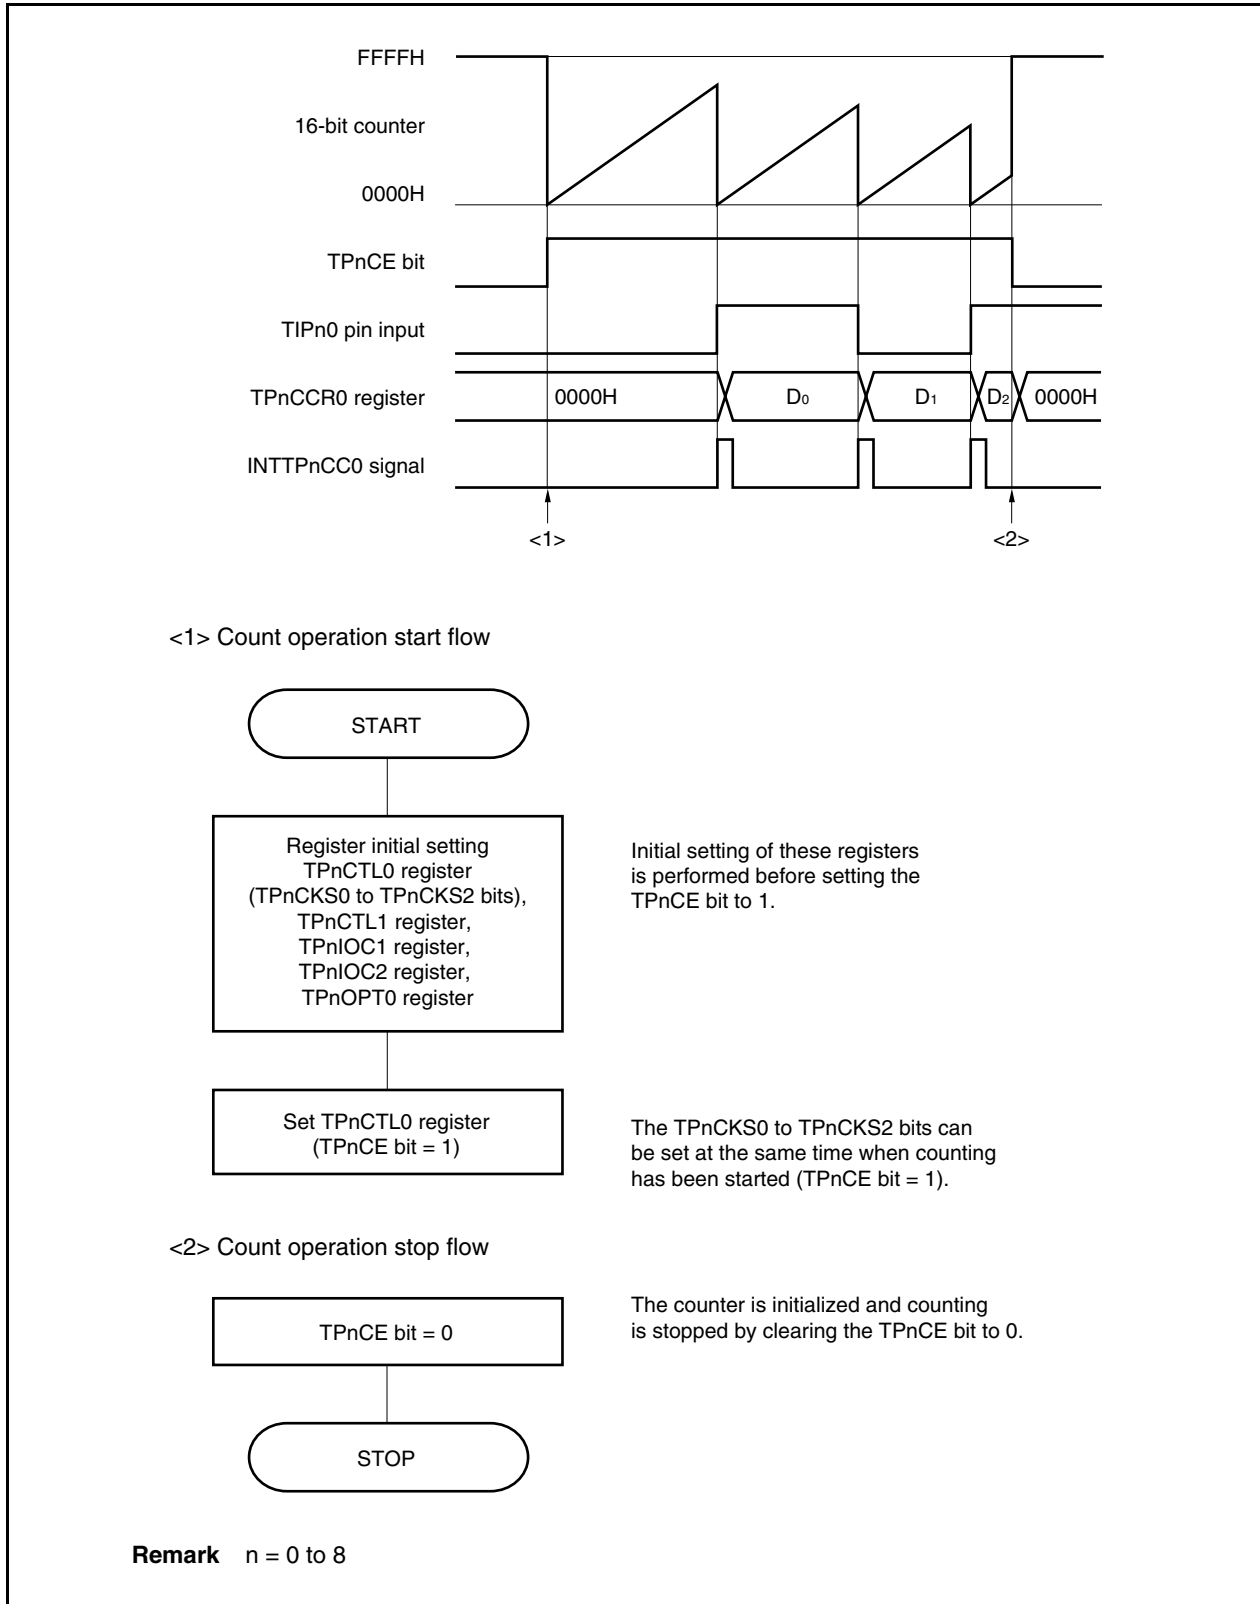 FFFFH
16-bit counter
0000H
TPnCE bit
TIPn0 pin input
TPnCCR0 register
0000H
D0
D1
D2
0000H
INTTPnCC0 signal
<1>
<2>
<1> Count operation start flow
START
Register initial setting
TPnCTL0 register
(TPnCKS0 to TPnCKS2 bits),
TPnCTL1 register,
TPnIOC1 register,
TPnIOC2 register,
TPnOPT0 register
Initial setting of these registers
is performed before setting the
TPnCE bit to 1.
Set TPnCTL0 register
(TPnCE bit = 1)
The TPnCKS0 to TPnCKS2 bits can
be set at the same time when counting
has been started (TPnCE bit = 1).
<2> Count operation stop flow
TPnCE bit = 0
The counter is initialized and counting
is stopped by clearing the TPnCE bit to 0.
STOP
Remark n = 0 to 8